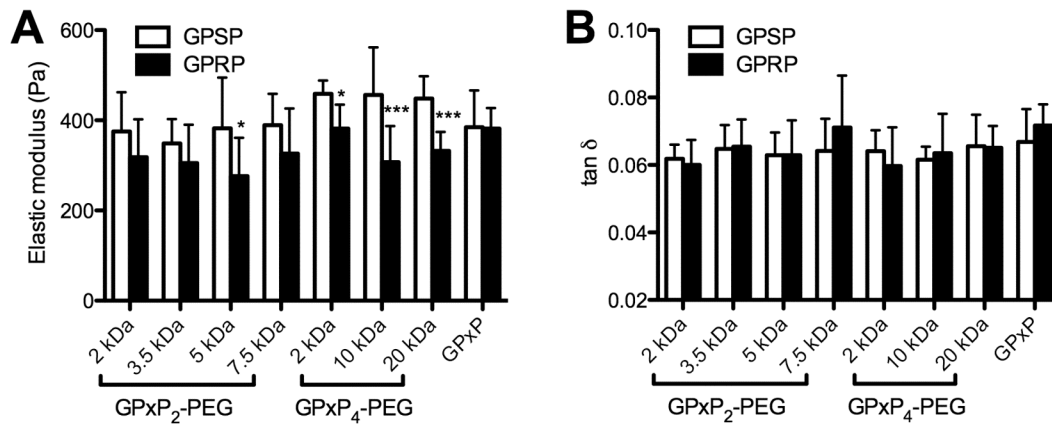 A
GPSP
GPRP
Elastic modulus (Pa)
600
400
200
0
*
*
***
***
2 kDa
3.5 kDa
5 kDa
7.5 kDa
2 kDa
10 kDa
20 kDa
GPxP
GPxP2-PEG
GPxP4-PEG
B
GPSP
GPRP
tan δ
0.10
0.08
0.06
0.04
0.02
2 kDa
3.5 kDa
5 kDa
7.5 kDa
2 kDa
10 kDa
20 kDa
GPxP
GPxP2-PEG
GPxP4-PEG